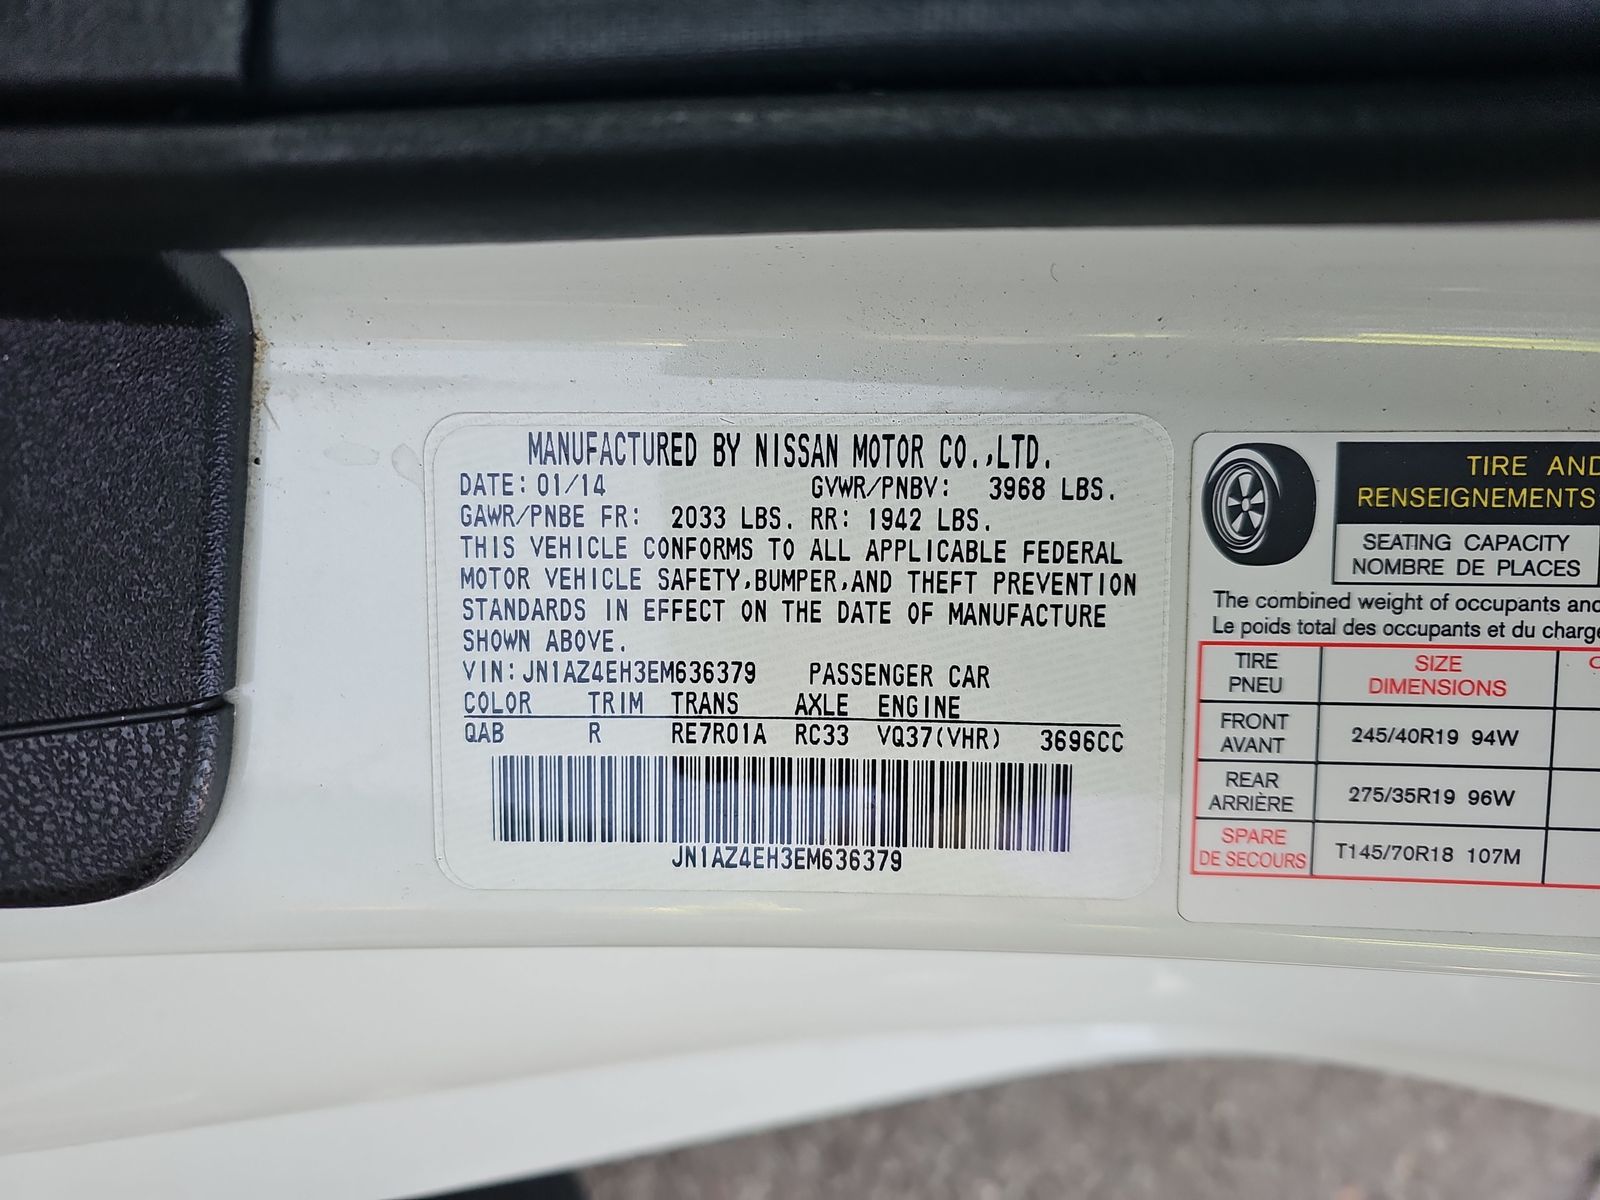 MANUFACTURED BY NISSAN MOTOR CO.,LTD.
DATE: 01/14 GVWR/PNBV: 3968 LBS.
GAWR/PNBE FR: 2033 LBS. RR: 1942 LBS.
THIS VEHICLE CONFORMS TO ALL APPLICABLE FEDERAL
MOTOR VEHICLE SAFETY,BUMPER,AND THEFT PREVENTION
STANDARDS IN EFFECT ON THE DATE OF MANUFACTURE
SHOWN ABOVE.
VIN:JN1AZ4EH3EM636379 PASSENGER CAR
COLOR TRIM TRANS AXLE ENGINE
QAB R RE7R01A RC33 VQ37(VHR) 3696CC
JN1AZ4EH3EM636379
TIRE AND
RENSEIGNEMENTS
SEATING CAPACITY
NOMBRE DE PLACES
The combined weight of occupants and
Le poids total des occupants et du charge
TIRE SIZE
PNEU DIMENSIONS
FRONT
AVANT 245/40R19 94W
REAR
ARRIÈRE 275/35R19 96W
SPARE
DE SECOURS T145/70R18 107M